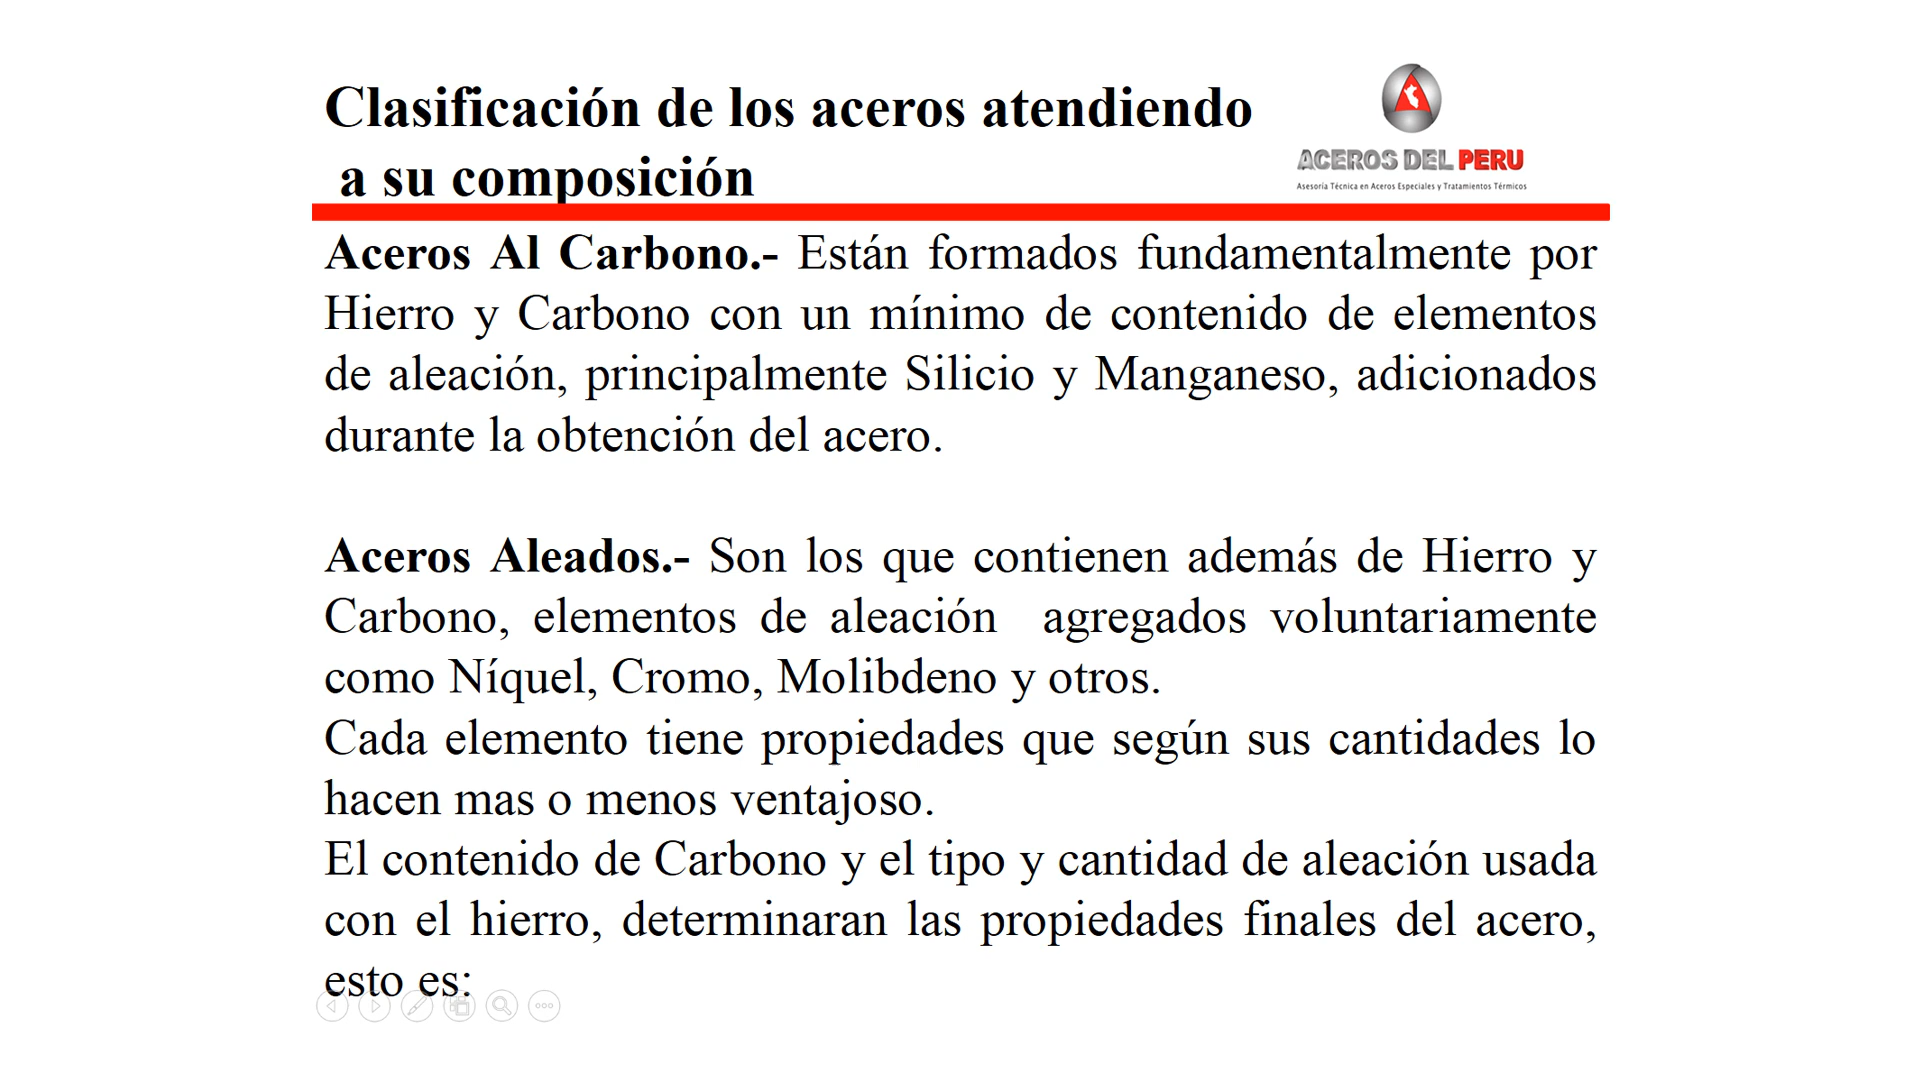 Clasificación de los aceros atendiendo
a su composición
ACEROS DEL PERU
Asesoría Técnica en Aceros Especiales y Tratamientos Térmicos
Aceros Al Carbono.- Están formados fundamentalmente por
Hierro y Carbono con un mínimo de contenido de elementos
de aleación, principalmente Silicio y Manganeso, adicionados
durante la obtención del acero.
Aceros Aleados.- Son los que contienen además de Hierro y
Carbono, elementos de aleación agregados voluntariamente
como Níquel, Cromo, Molibdeno y otros.
Cada elemento tiene propiedades que según sus cantidades lo
hacen mas o menos ventajoso.
El contenido de Carbono y el tipo y cantidad de aleación usada
con el hierro, determinaran las propiedades finales del acero,
esto es: